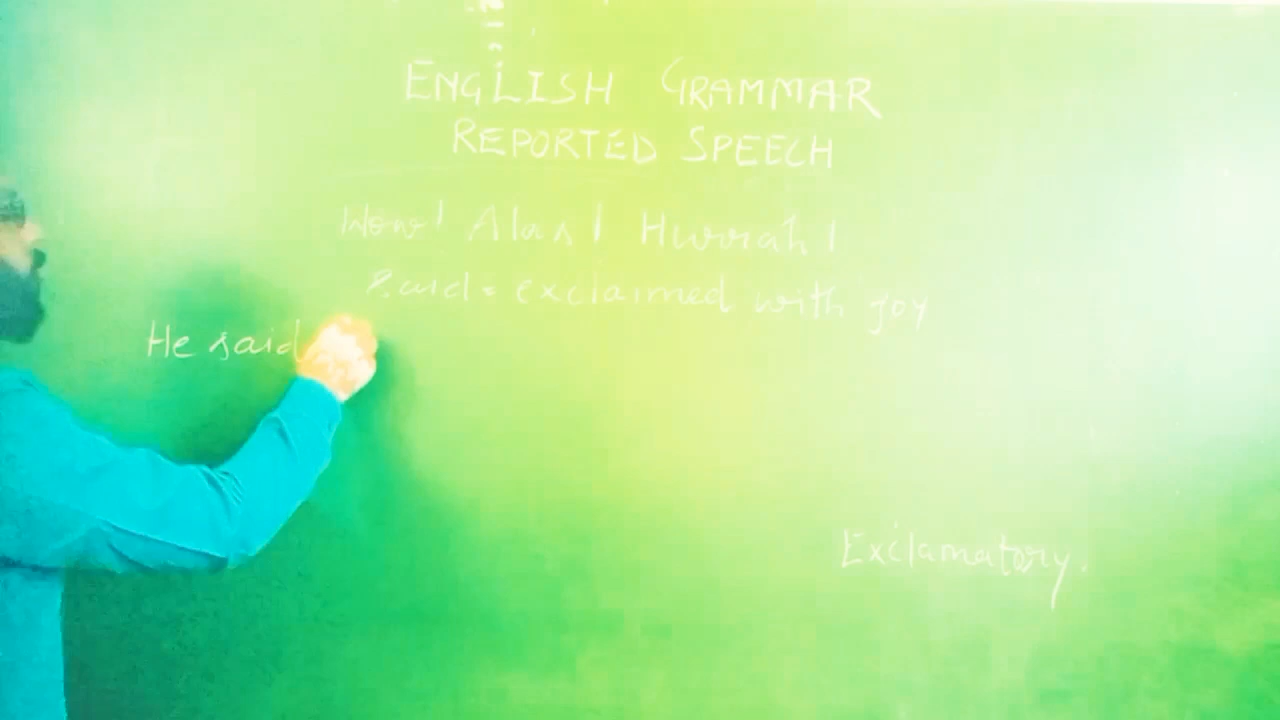 ENGLISH GRAMMAR
REPORTED SPEECH
Wow! Alas! Hurrah!
Said = exclaimed with joy
He said
Exclamatory.